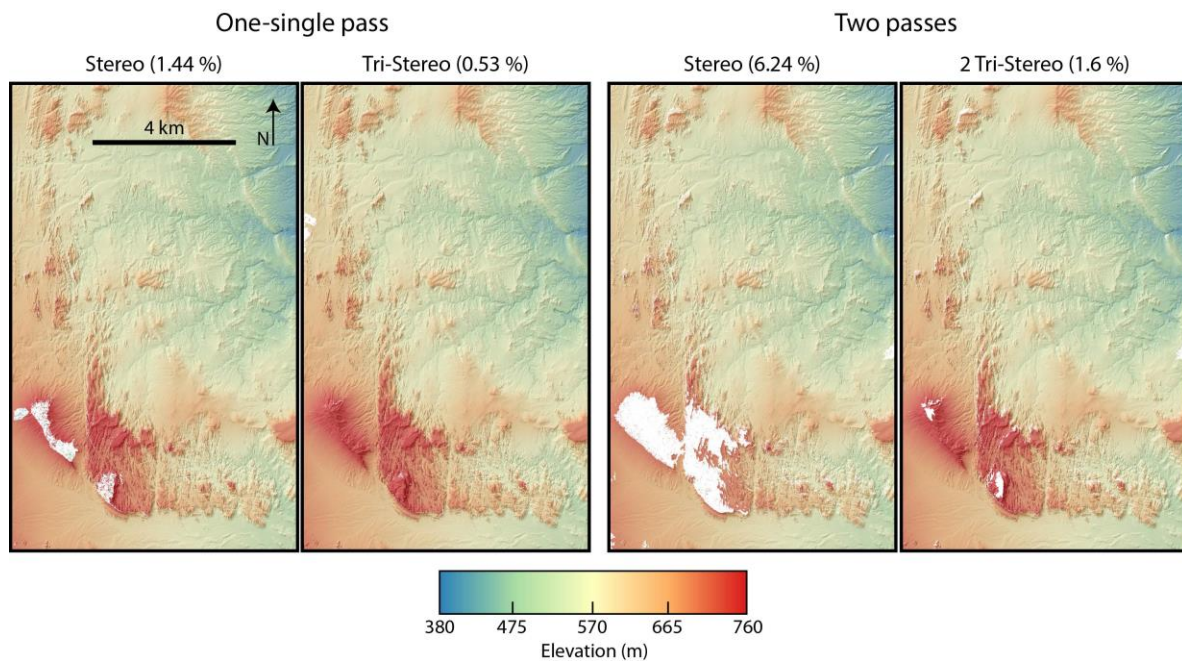 One-single pass
Two passes
Stereo (1.44 %)
Tri-Stereo (0.53 %)
Stereo (6.24 %)
2 Tri-Stereo (1.6 %)
4 km
N
380
475
570
665
760
Elevation (m)